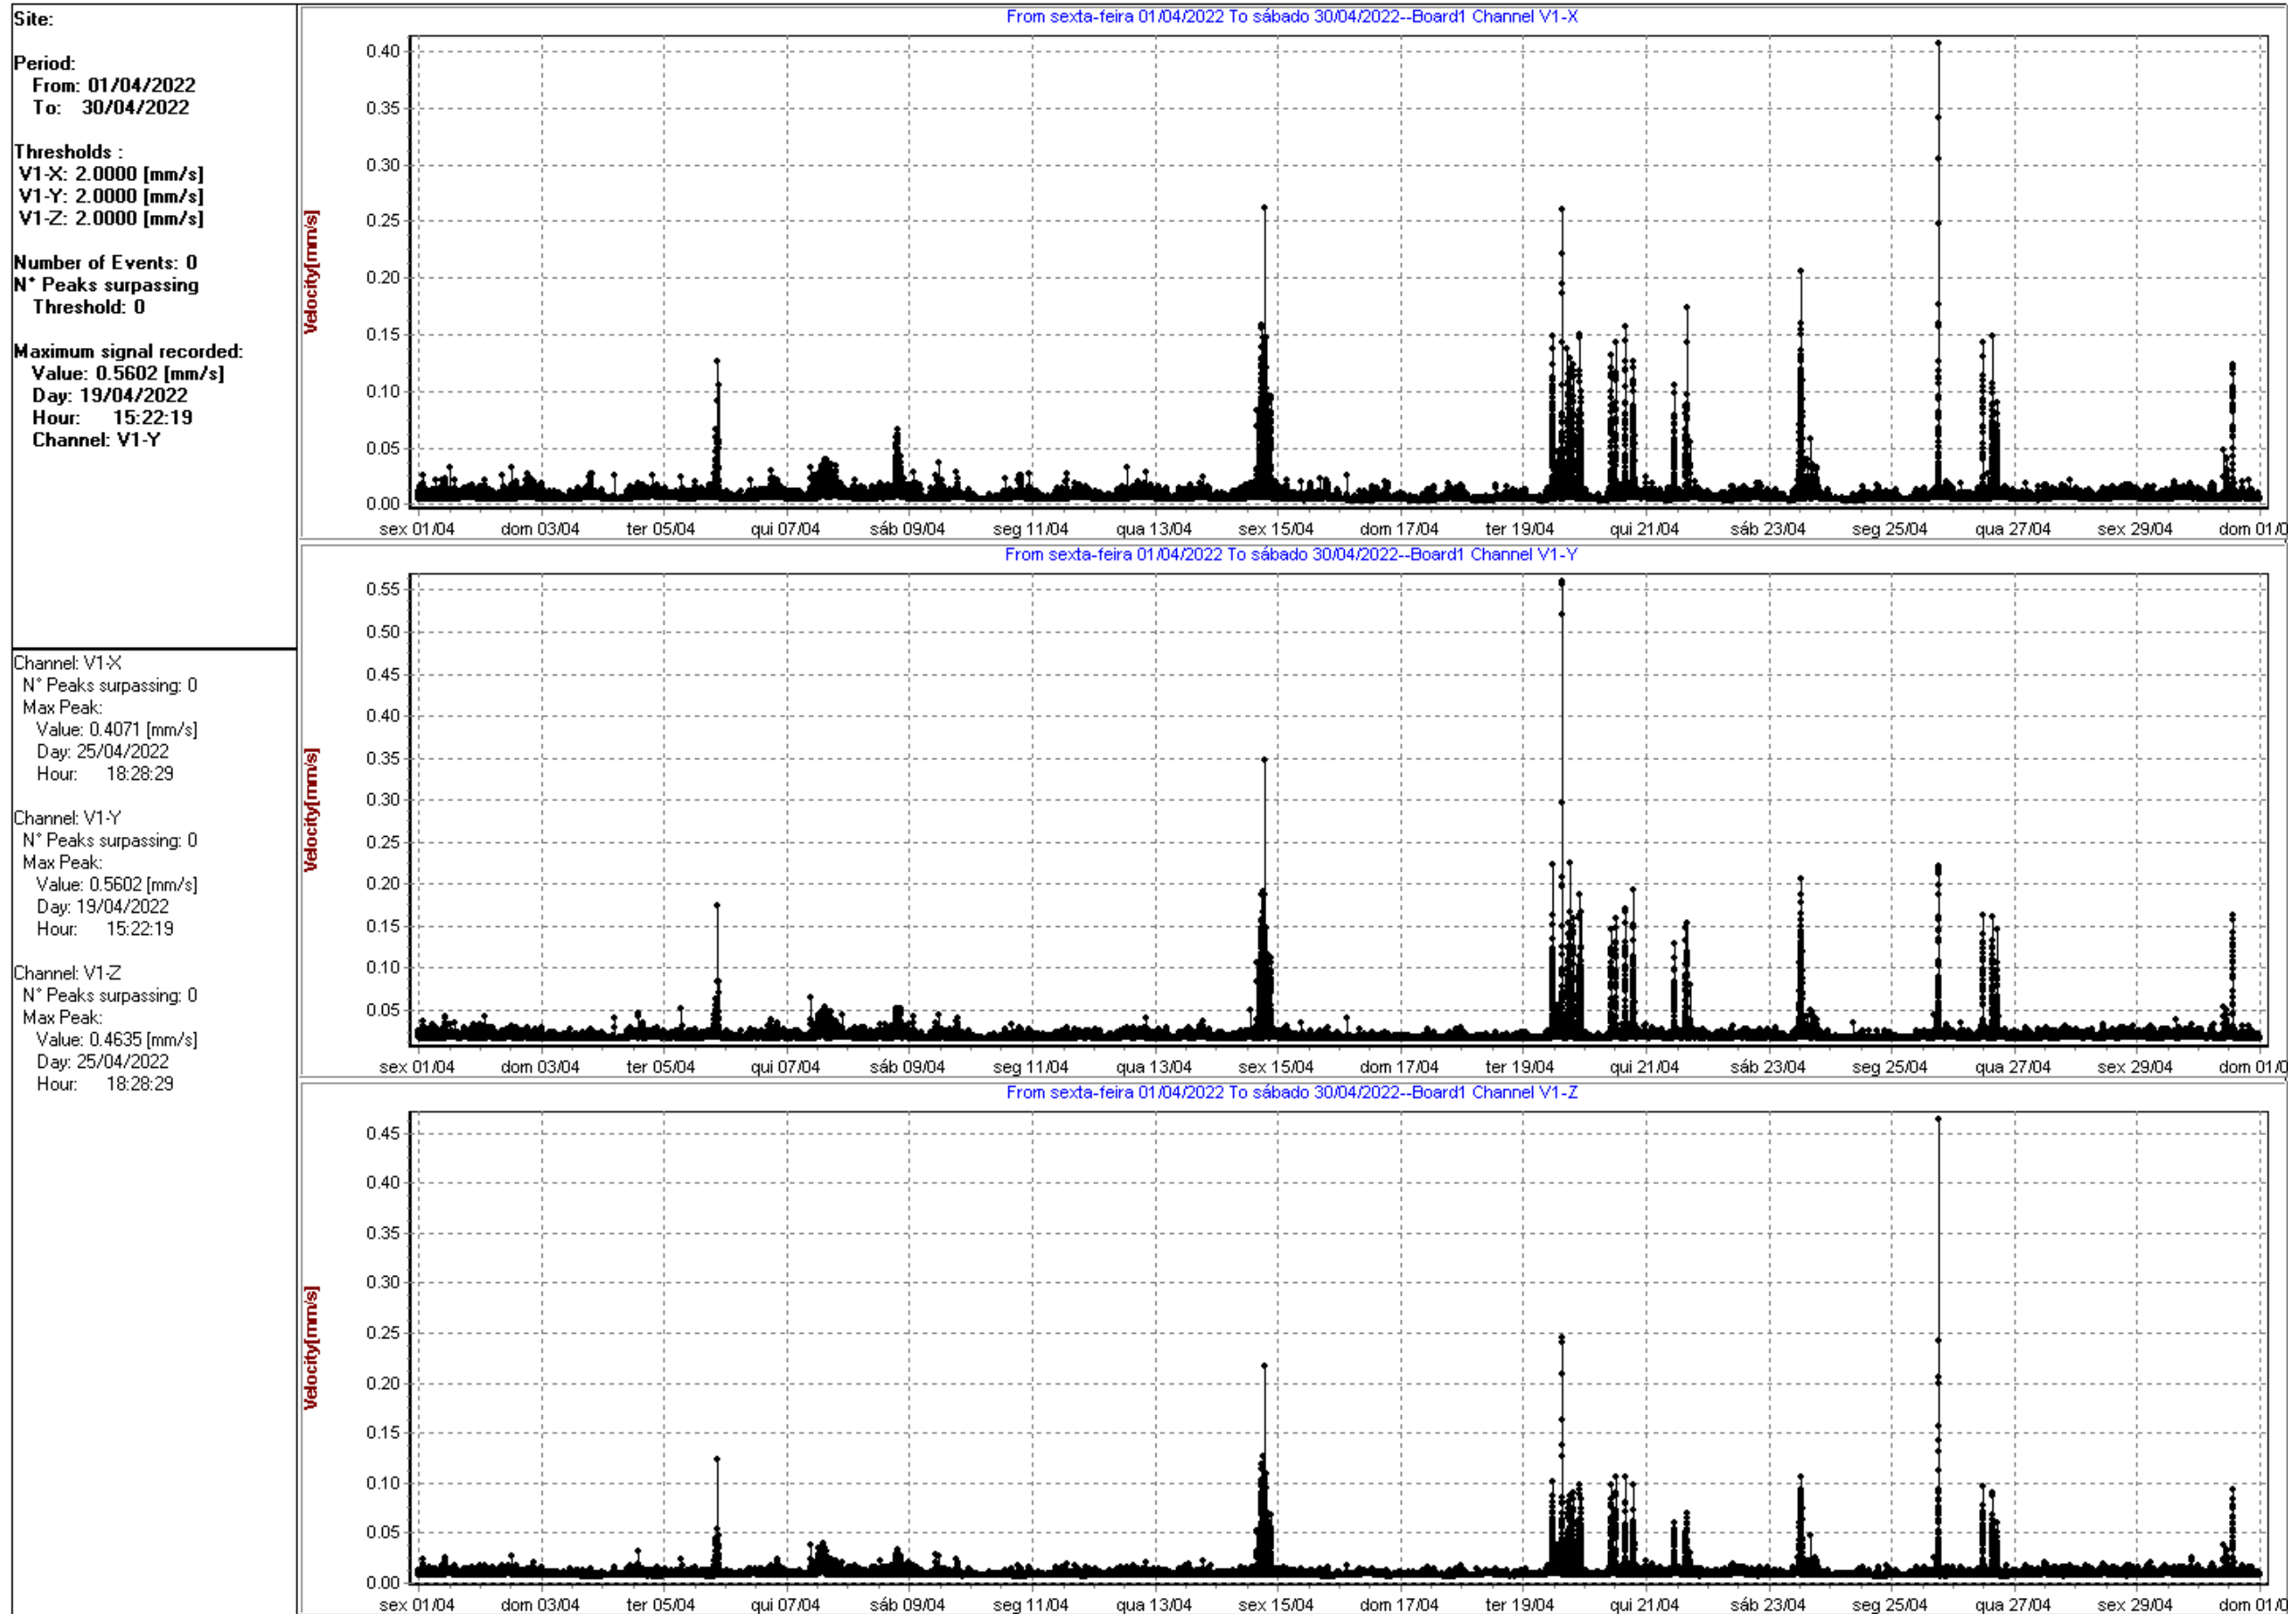 Site:
Period:
From: 01/04/2022
To: 30/04/2022
Thresholds :
V1-X: 2.0000 [mm/s]
V1-Y: 2.0000 [mm/s]
V1-Z: 2.0000 [mm/s]
Number of Events: 0
N° Peaks surpassing
Threshold: 0
Maximum signal recorded:
Value: 0.5602 [mm/s]
Day: 19/04/2022
Hour: 15:22:19
Channel: V1-Y
Channel: V1-X
N° Peaks surpassing: 0
Max Peak:
Value: 0.4071 [mm/s]
Day: 25/04/2022
Hour: 18:28:29
Channel: V1-Y
N° Peaks surpassing: 0
Max Peak:
Value: 0.5602 [mm/s]
Day: 19/04/2022
Hour: 15:22:19
Channel: V1-Z
N° Peaks surpassing: 0
Max Peak:
Value: 0.4635 [mm/s]
Day: 25/04/2022
Hour: 18:28:29
From sexta-feira 01/04/2022 To sábado 30/04/2022--Board1 Channel V1-X
Velocity[mm/s]
0.40
0.35
0.30
0.25
0.20
0.15
0.10
0.05
0.00
sex 01/04 dom 03/04 ter 05/04 qui 07/04 sáb 09/04 seg 11/04 qua 13/04 sex 15/04 dom 17/04 ter 19/04 qui 21/04 sáb 23/04 seg 25/04 qua 27/04 sex 29/04 dom 01/0
From sexta-feira 01/04/2022 To sábado 30/04/2022--Board1 Channel V1-Y
Velocity[mm/s]
0.55
0.50
0.45
0.40
0.35
0.30
0.25
0.20
0.15
0.10
0.05
sex 01/04 dom 03/04 ter 05/04 qui 07/04 sáb 09/04 seg 11/04 qua 13/04 sex 15/04 dom 17/04 ter 19/04 qui 21/04 sáb 23/04 seg 25/04 qua 27/04 sex 29/04 dom 01/0
From sexta-feira 01/04/2022 To sábado 30/04/2022--Board1 Channel V1-Z
Velocity[mm/s]
0.45
0.40
0.35
0.30
0.25
0.20
0.15
0.10
0.05
0.00
sex 01/04 dom 03/04 ter 05/04 qui 07/04 sáb 09/04 seg 11/04 qua 13/04 sex 15/04 dom 17/04 ter 19/04 qui 21/04 sáb 23/04 seg 25/04 qua 27/04 sex 29/04 dom 01/0